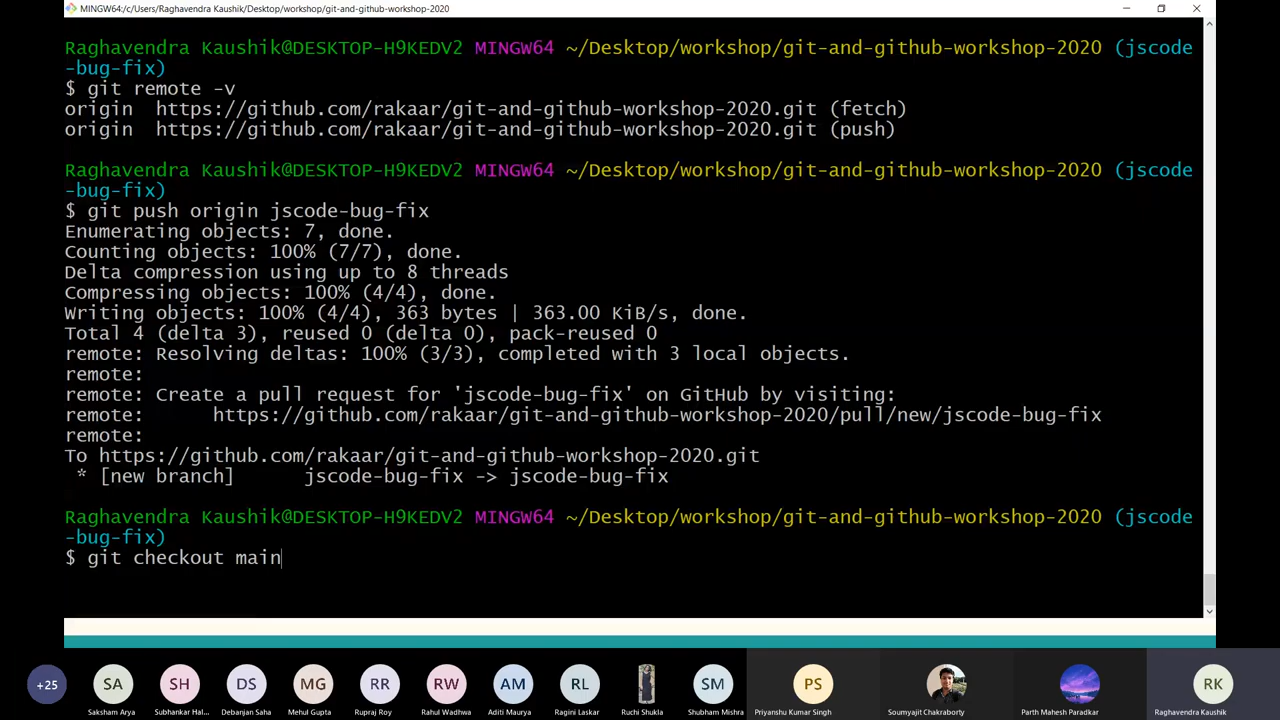 MINGW64:/c/Users/Raghavendra Kaushik/Desktop/workshop/git-and-github-workshop-2020
Raghavendra Kaushik@DESKTOP-H9KEDV2 MINGW64 ~/Desktop/workshop/git-and-github-workshop-2020 (jscode
-bug-fix)
$ git remote -v
origin  https://github.com/rakaar/git-and-github-workshop-2020.git (fetch)
origin  https://github.com/rakaar/git-and-github-workshop-2020.git (push)
Raghavendra Kaushik@DESKTOP-H9KEDV2 MINGW64 ~/Desktop/workshop/git-and-github-workshop-2020 (jscode
-bug-fix)
$ git push origin jscode-bug-fix
Enumerating objects: 7, done.
Counting objects: 100% (7/7), done.
Delta compression using up to 8 threads
Compressing objects: 100% (4/4), done.
Writing objects: 100% (4/4), 363 bytes | 363.00 KiB/s, done.
Total 4 (delta 3), reused 0 (delta 0), pack-reused 0
remote: Resolving deltas: 100% (3/3), completed with 3 local objects.
remote:
remote: Create a pull request for 'jscode-bug-fix' on GitHub by visiting:
remote:      https://github.com/rakaar/git-and-github-workshop-2020/pull/new/jscode-bug-fix
remote:
To https://github.com/rakaar/git-and-github-workshop-2020.git
 * [new branch]      jscode-bug-fix -> jscode-bug-fix
Raghavendra Kaushik@DESKTOP-H9KEDV2 MINGW64 ~/Desktop/workshop/git-and-github-workshop-2020 (jscode
-bug-fix)
$ git checkout main
+25 SA SH DS MG RR RW AM RL SM PS RK
Saksham Arya Subhankar Hal... Debanjan Saha Mehul Gupta Rupraj Roy Rahul Wadhwa Aditi Maurya Ragini Laskar Ruchi Shukla Shubham Mishra Priyanshu Kumar Singh Soumyajit Chakraborty Parth Mahesh Paradkar Raghavendra Kaushik